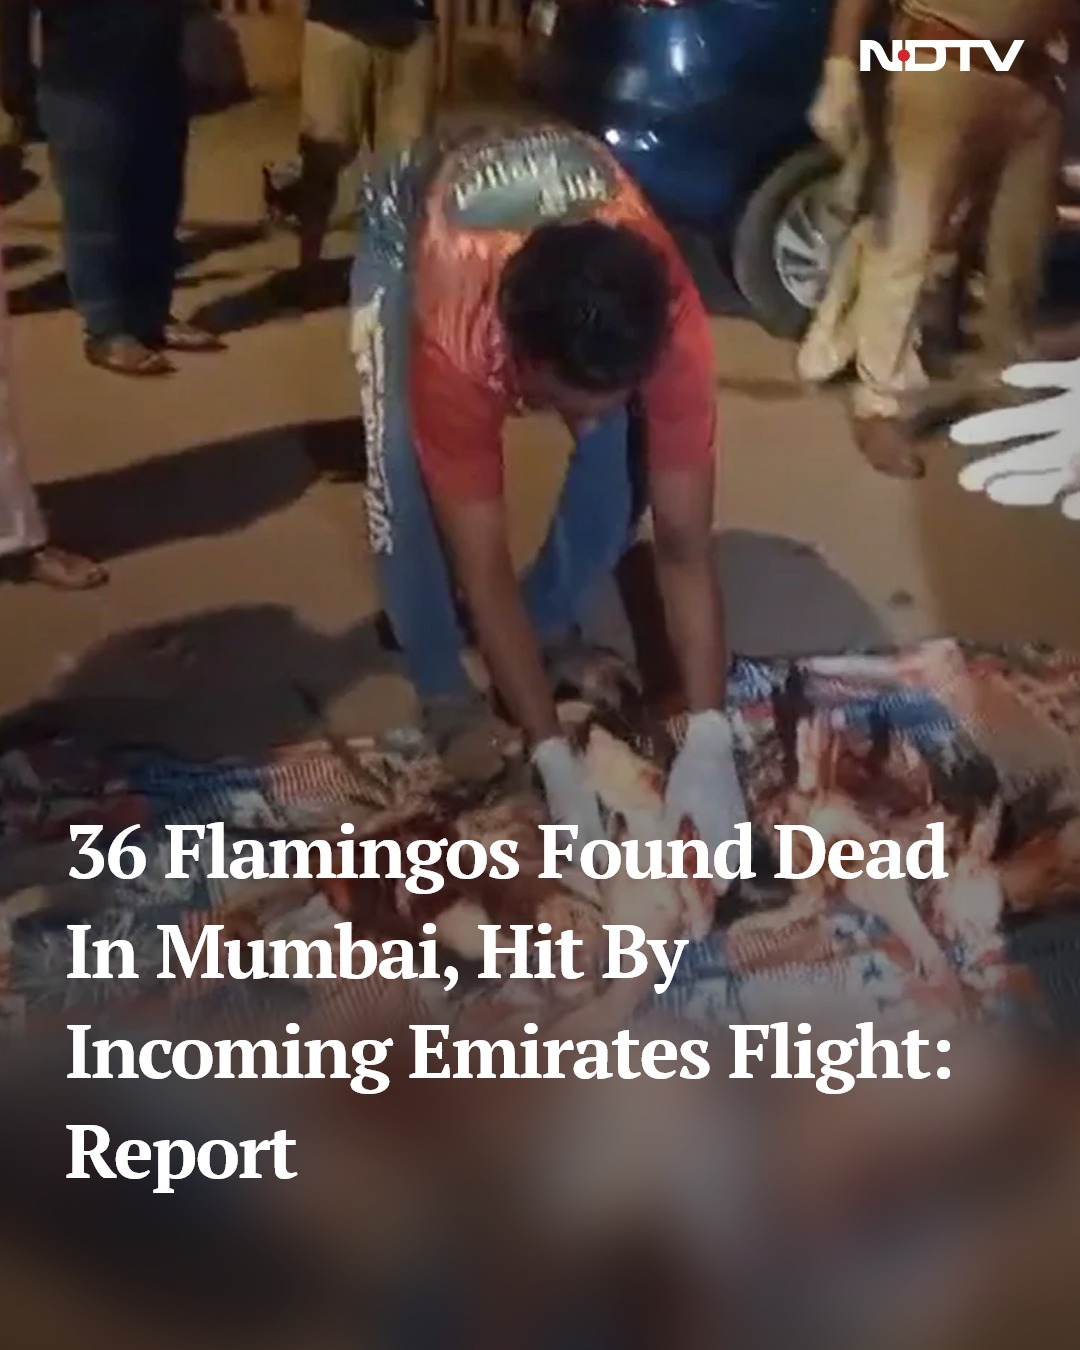 NDTV
36 Flamingos Found Dead
In Mumbai, Hit By
Incoming Emirates Flight:
Report